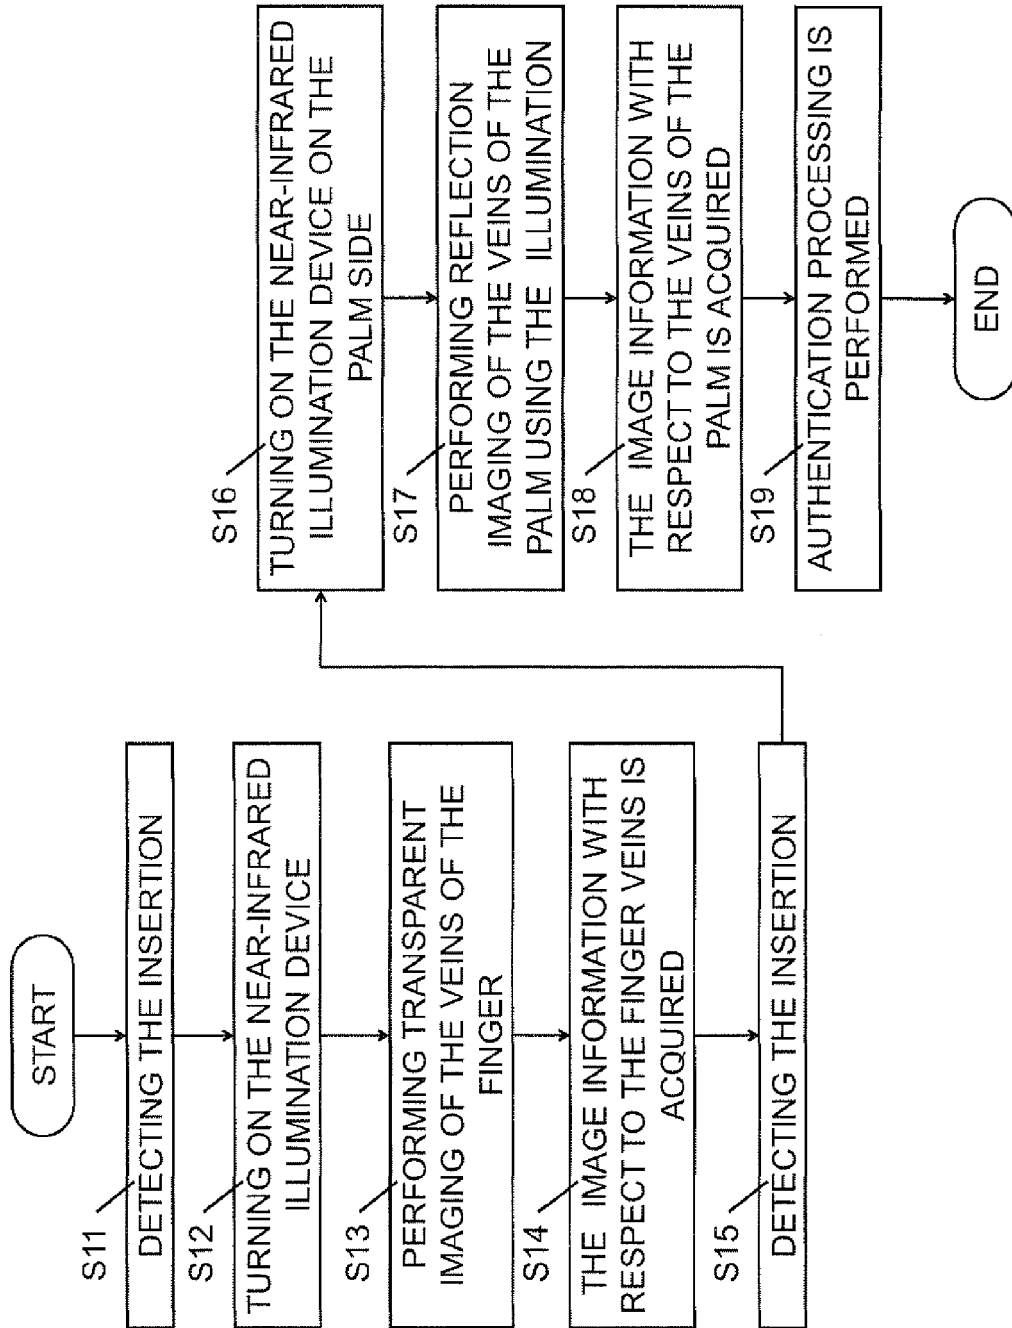 START
S11
DETECTING THE INSERTION
S12
TURNING ON THE NEAR-INFRARED
ILLUMINATION DEVICE
S13
PERFORMING TRANSPARENT
IMAGING OF THE VEINS OF THE
FINGER
S14
THE IMAGE INFORMATION WITH
RESPECT TO THE FINGER VEINS IS
ACQUIRED
S15
DETECTING THE INSERTION
S16
TURNING ON THE NEAR-INFRARED
ILLUMINATION DEVICE ON THE
PALM SIDE
S17
PERFORMING REFLECTION
IMAGING OF THE VEINS OF THE
PALM USING THE ILLUMINATION
S18
THE IMAGE INFORMATION WITH
RESPECT TO THE VEINS OF THE
PALM IS ACQUIRED
S19
AUTHENTICATION PROCESSING IS
PERFORMED
END